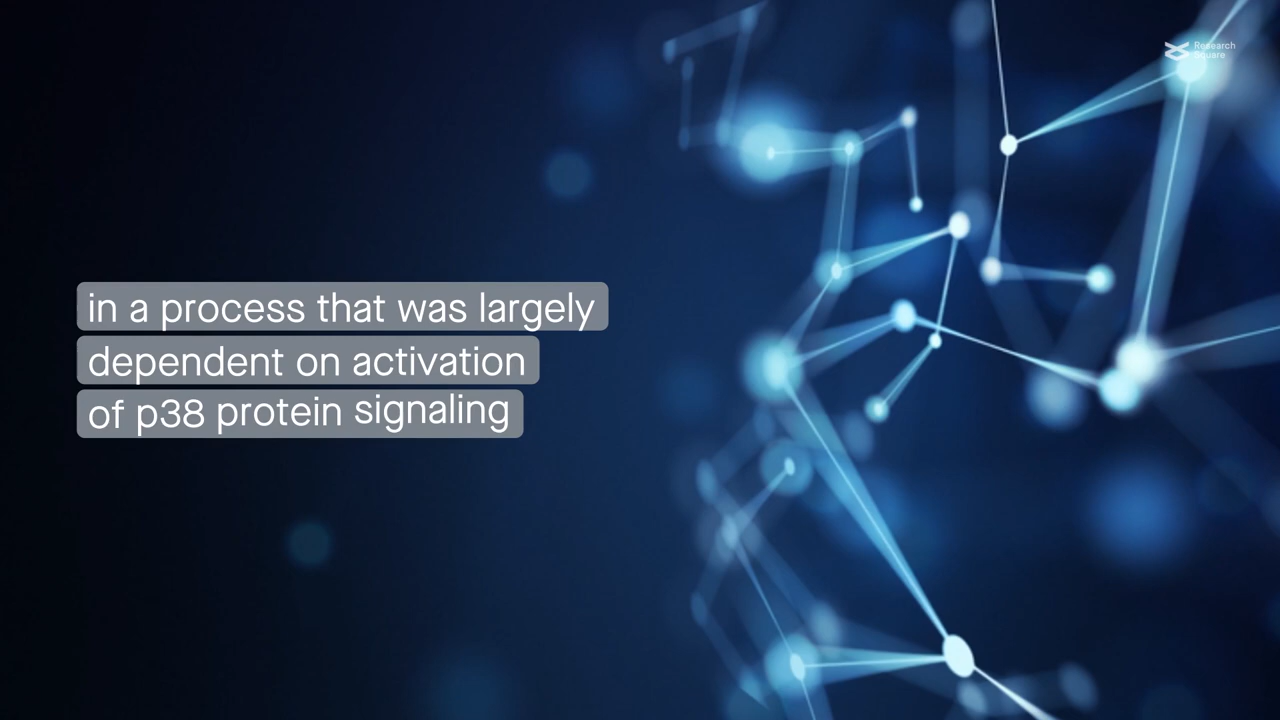 Research
Square
in a process that was largely
dependent on activation
of p38 protein signaling